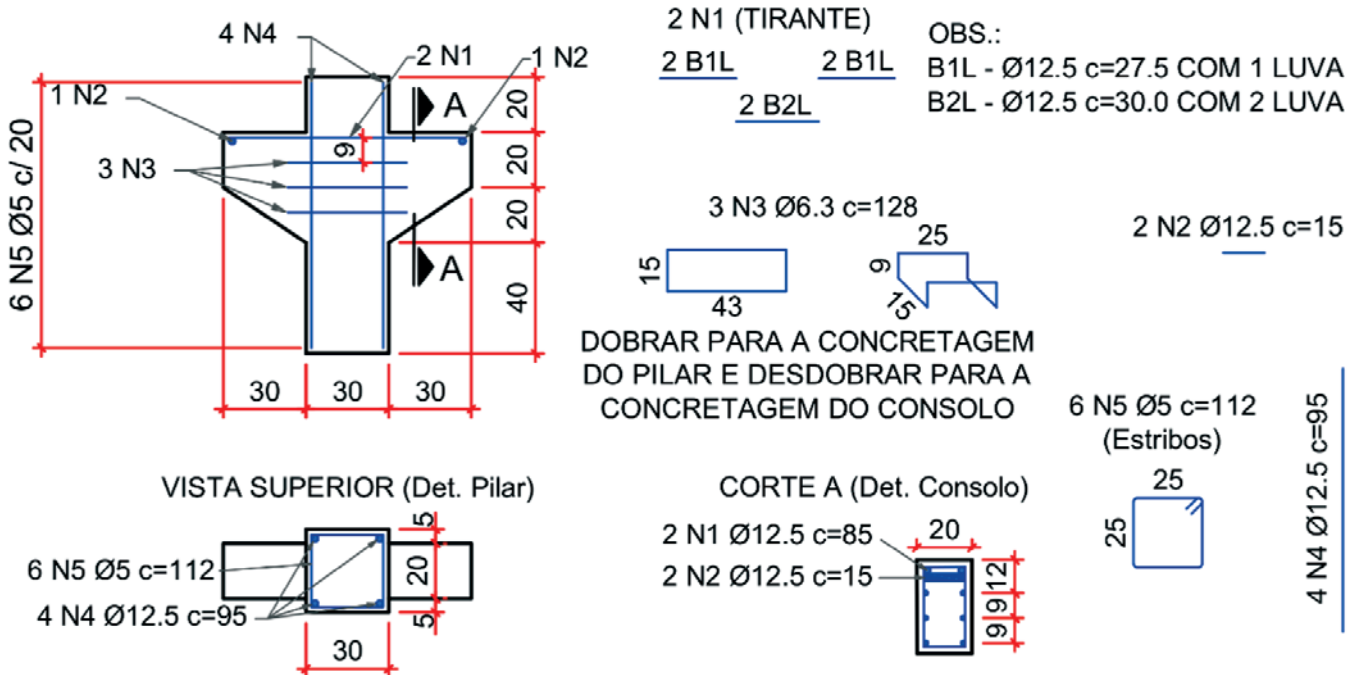 4 N4
2 N1
1 N2
1 N2
A
9
3 N3
20
20
20
40
A
6 N5 Ø5 c/ 20
30
30
30
2 N1 (TIRANTE)
2 B1L
2 B1L
2 B2L
OBS.:
B1L - Ø12.5 c=27.5 COM 1 LUVA
B2L - Ø12.5 c=30.0 COM 2 LUVA
3 N3 Ø6.3 c=128
15
43
25
9
15
2 N2 Ø12.5 c=15
DOBRAR PARA A CONCRETAGEM
DO PILAR E DESDOBRAR PARA A
CONCRETAGEM DO CONSOLO
6 N5 Ø5 c=112
(Estribos)
25
25
4 N4 Ø12.5 c=95
VISTA SUPERIOR (Det. Pilar)
6 N5 Ø5 c=112
4 N4 Ø12.5 c=95
5
20
5
30
CORTE A (Det. Consolo)
2 N1 Ø12.5 c=85
2 N2 Ø12.5 c=15
20
12
9
9